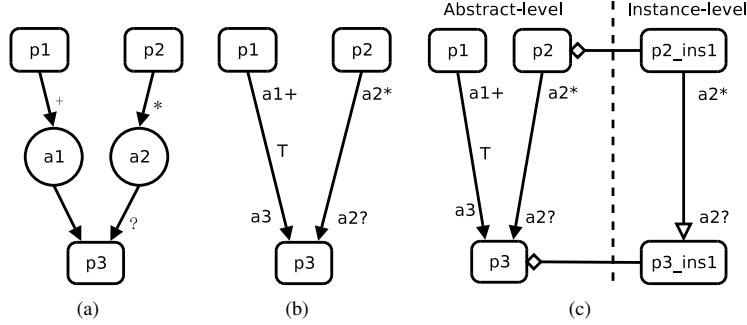 Abstract-level
Instance-level
p1
p2
p1
p2
p1
p2
p2_ins1
+
*
a1+
a2*
a1+
a2*
a2*
a1
a2
T
T
?
a3
a2?
a3
a2?
a2?
p3
p3
p3
p3_ins1
(a)
(b)
(c)